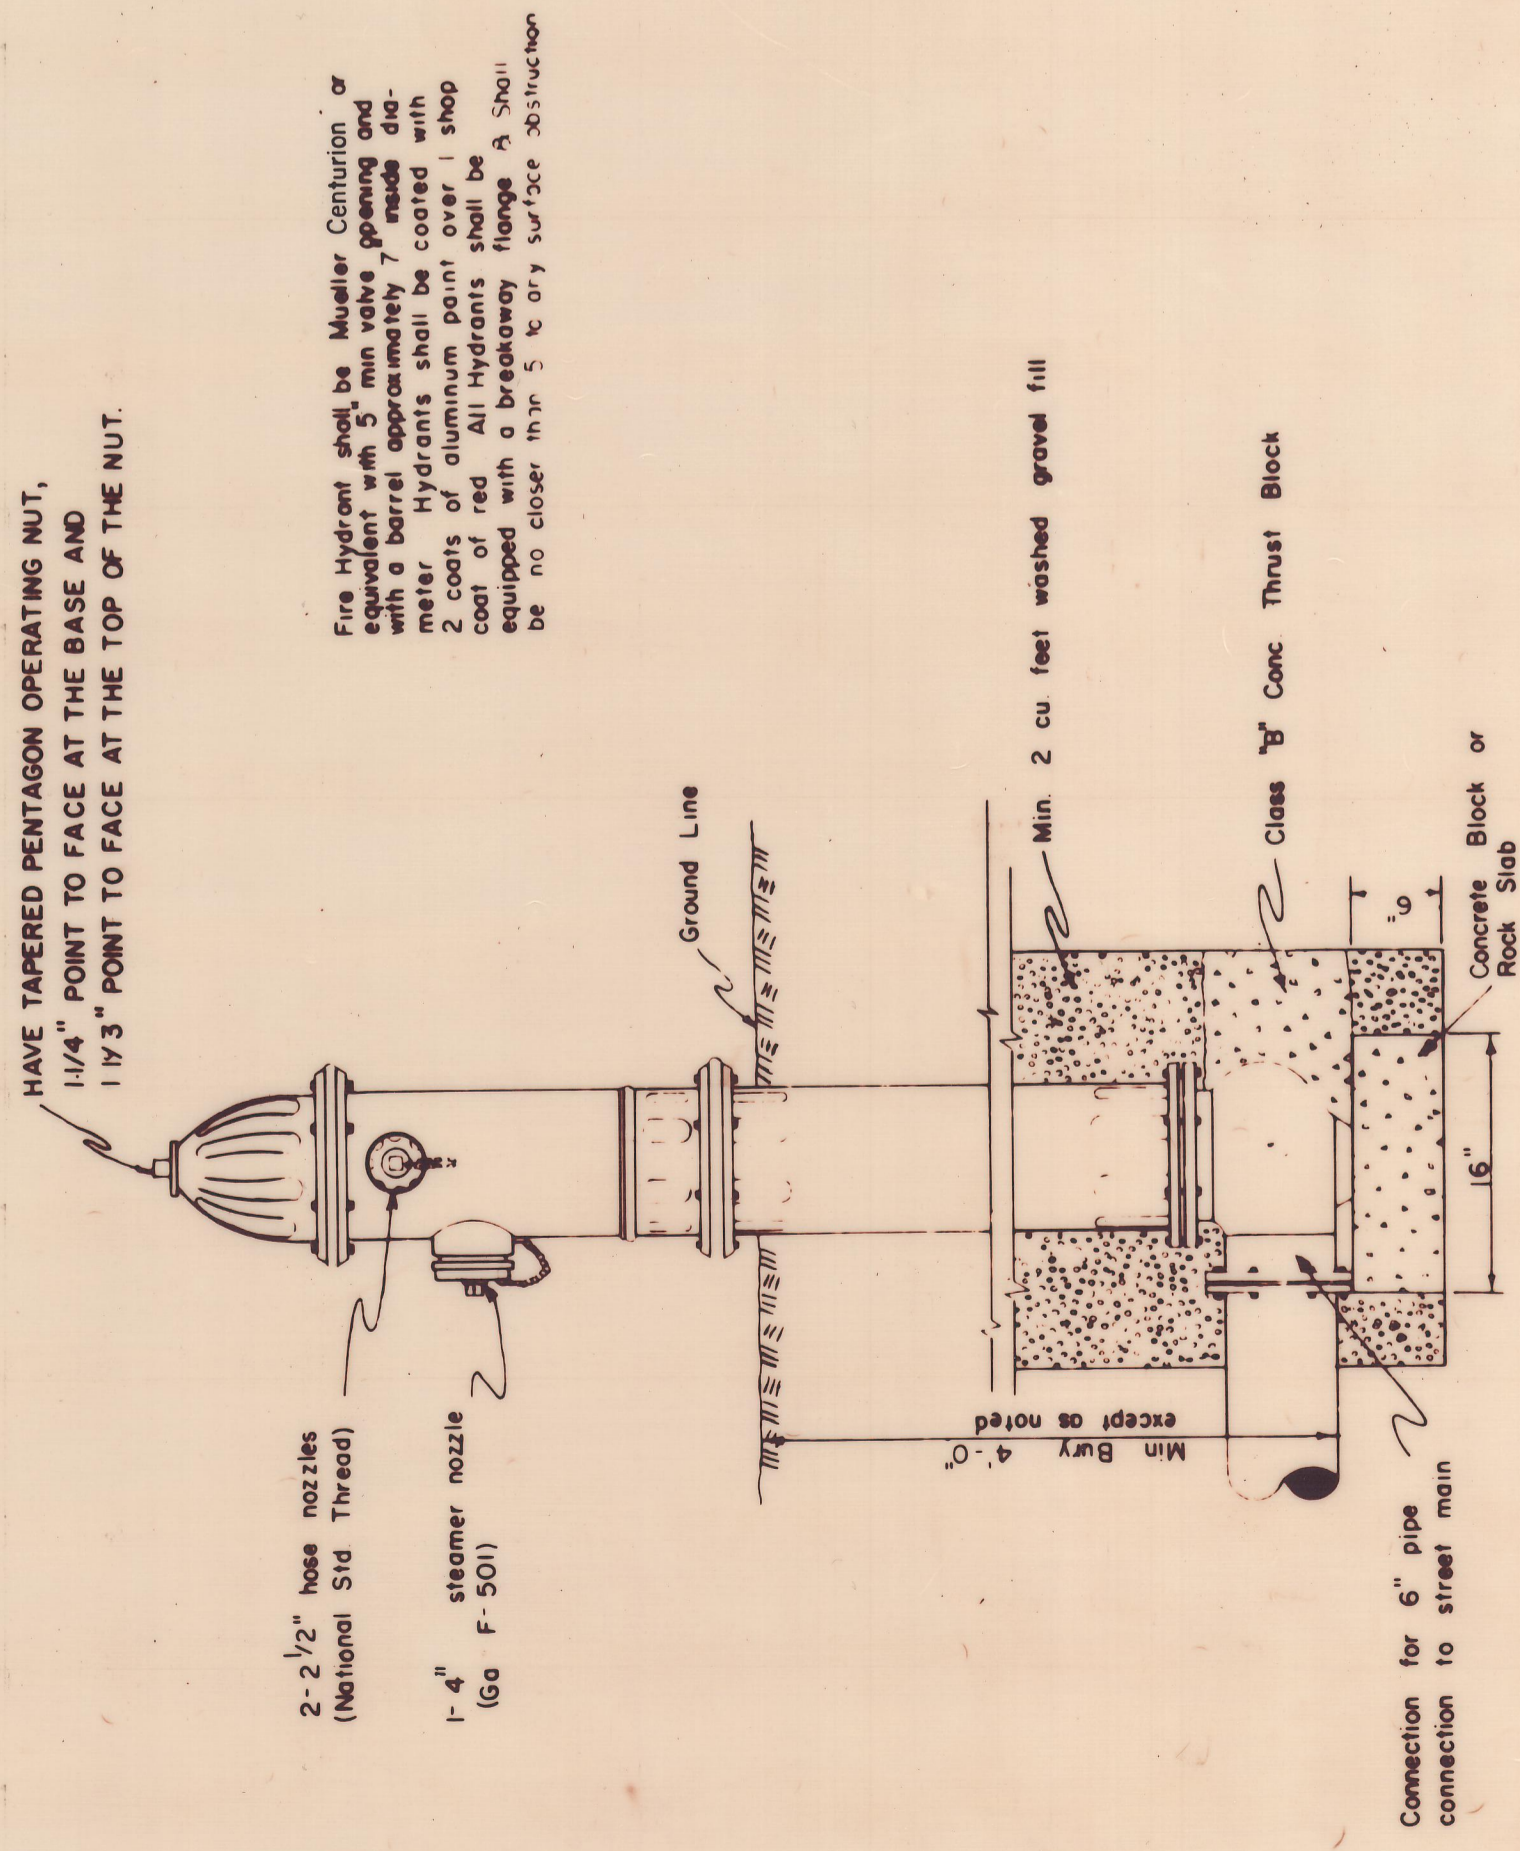 HAVE TAPERED PENTAGON OPERATING NUT,
1-1/4" POINT TO FACE AT THE BASE AND
1 1/3" POINT TO FACE AT THE TOP OF THE NUT.
Fire Hydrant shall be Mueller Centurion or
equivalent with 5" min valve opening and
with a barrel approximately 7" inside dia-
meter Hydrants shall be coated with
2 coats of aluminum paint over 1 shop
coat of red All Hydrants shall be
equipped with a breakaway flange & Shall
be no closer than 5 to any surface obstruction
2-2 1/2" hose nozzles
(National Std. Thread)
1-4" steamer nozzle
(Ga F-501)
Ground Line
Min Bury 4'-0"
except as noted
Min. 2 cu. feet washed gravel fill
Class "B" Conc. Thrust Block
6"
16"
Concrete Block or
Rock Slab
Connection for 6" pipe
connection to street main